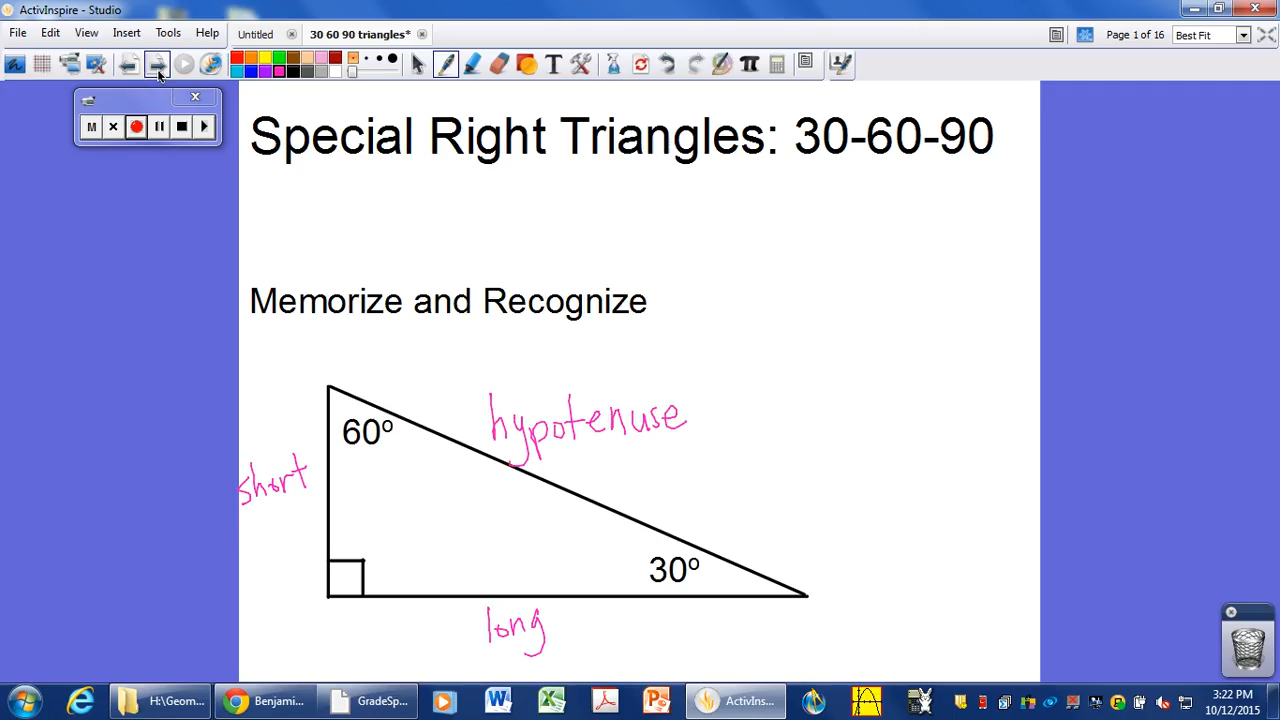 ActivInspire - Studio
File Edit View Insert Tools Help
Untitled
30 60 90 triangles*
Page 1 of 16
Best Fit
M
Special Right Triangles: 30-60-90
Memorize and Recognize
60º
hypotenuse
short
30º
long
H:\Geom...
Benjami...
GradeSp...
ActivIns...
3:22 PM
10/12/2015